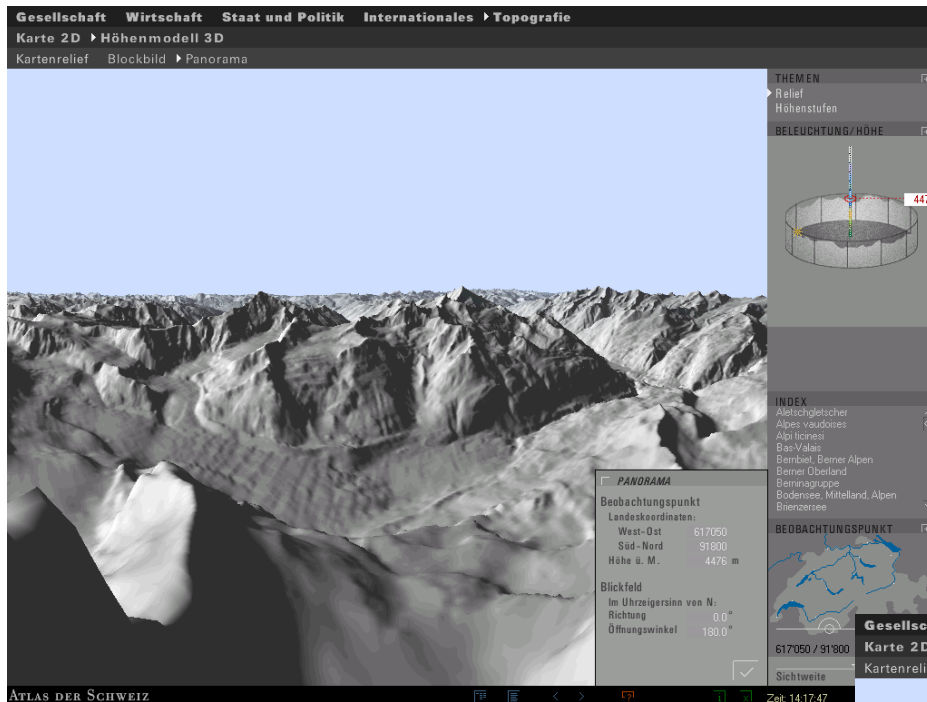 Gesellschaft Wirtschaft Staat und Politik Internationales Topografie
Karte 2D Höhenmodell 3D
Kartenrelief Blockbild Panorama
THEMEN
Relief
Höhenstufen
BELEUCHTUNG/HÖHE
447
INDEX
Aletschgletscher
Alpes vaudoises
Alpi ticinesi
Bas-Valais
Bernbiet, Berner Alpen
Berner Oberland
Berninagruppe
Bodensee, Mittelland, Alpen
Brienzersee
PANORAMA
Beobachtungspunkt
Landeskoordinaten:
West-Ost 617050
Süd-Nord 91800
Höhe ü. M. 4476 m
Blickfeld
Im Uhrzeigersinn von N:
Richtung 0.0°
Öffnungswinkel 180.0°
BEOBACHTUNGSPUNKT
617'050 / 91'800
Sichtweite
Gesellsc
Karte 2D
Kartenreli
ATLAS DER SCHWEIZ
Zeit: 14:17:47